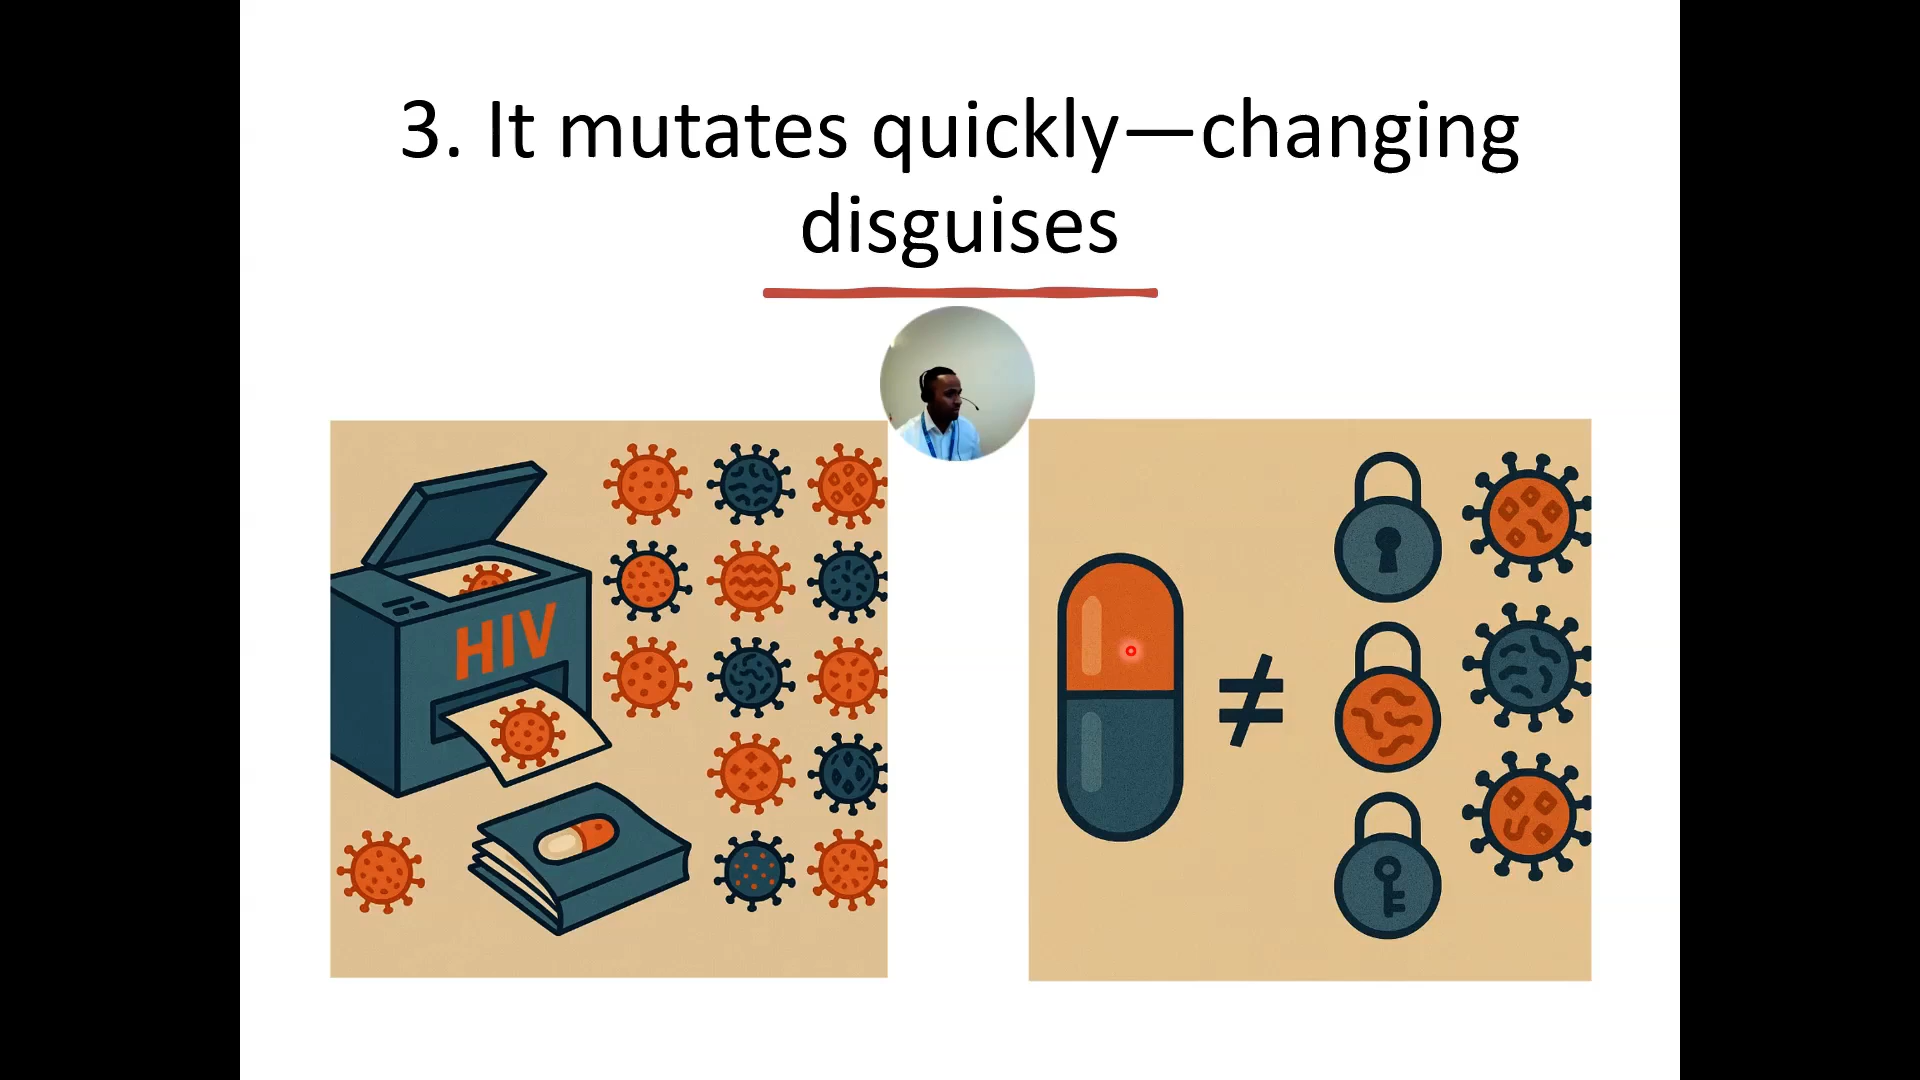 3. It mutates quickly—changing
disguises
HIV